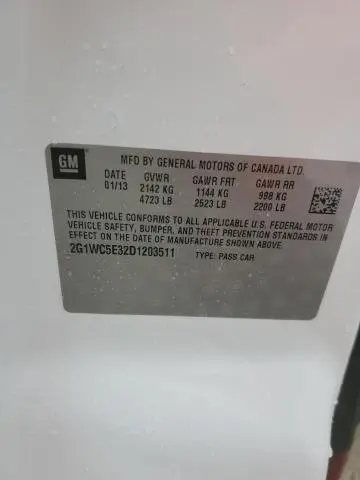 GM
MFD BY GENERAL MOTORS OF CANADA LTD.
DATE GVWR GAWR FRT GAWR RR
01/13 2142 KG 1144 KG 998 KG
4723 LB 2523 LB 2200 LB
THIS VEHICLE CONFORMS TO ALL APPLICABLE U.S. FEDERAL MOTOR
VEHICLE SAFETY, BUMPER, AND THEFT PREVENTION STANDARDS IN
EFFECT ON THE DATE OF MANUFACTURE SHOWN ABOVE.
2G1WC5E32D1203511 TYPE: PASS CAR